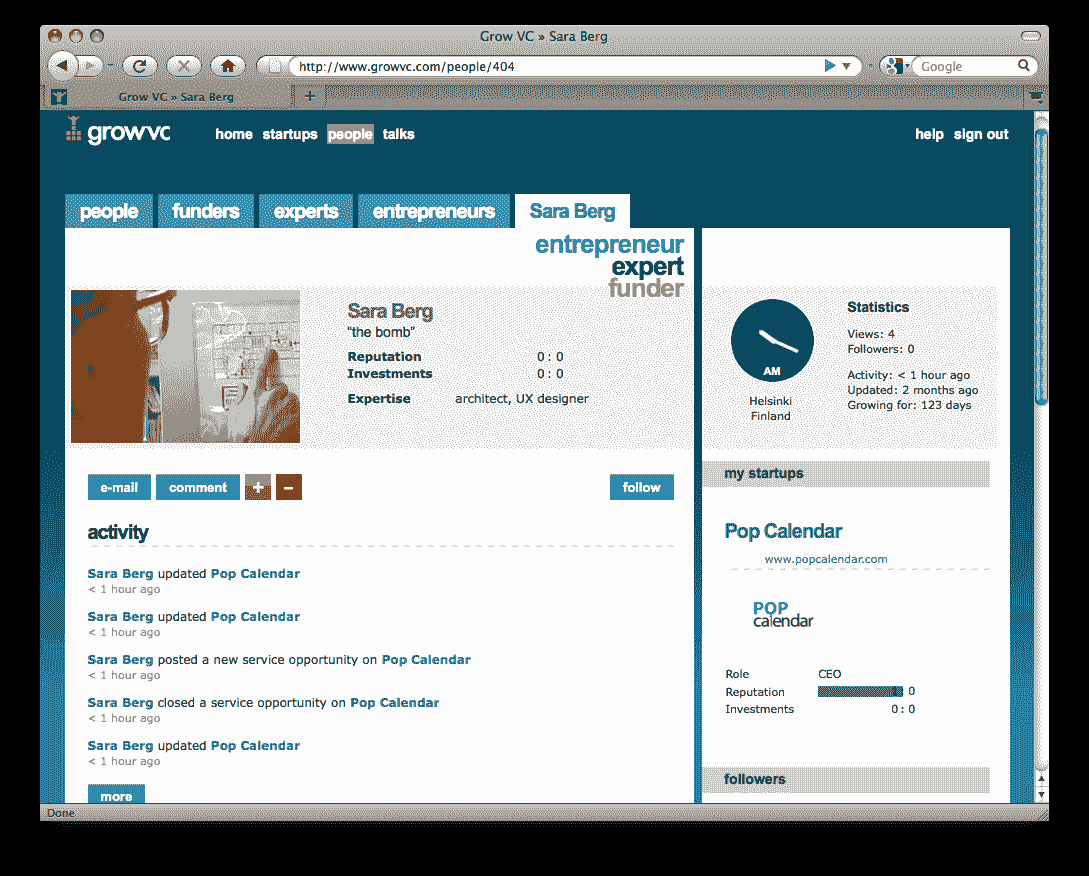 Grow VC » Sara Berg
http://www.growvc.com/people/404
Google
Grow VC » Sara Berg
growvc
home startups people talks
help sign out
people funders experts entrepreneurs Sara Berg
entrepreneur
expert
funder
Sara Berg
"the bomb"
Reputation 0 : 0
Investments 0 : 0
Expertise architect, UX designer
AM
Helsinki
Finland
Statistics
Views: 4
Followers: 0
Activity: < 1 hour ago
Updated: 2 months ago
Growing for: 123 days
e-mail comment + − follow
activity
Sara Berg updated Pop Calendar
< 1 hour ago
Sara Berg updated Pop Calendar
< 1 hour ago
Sara Berg posted a new service opportunity on Pop Calendar
< 1 hour ago
Sara Berg closed a service opportunity on Pop Calendar
< 1 hour ago
Sara Berg updated Pop Calendar
< 1 hour ago
more
my startups
Pop Calendar
www.popcalendar.com
POP
calendar
Role CEO
Reputation 0
Investments 0 : 0
followers
Done